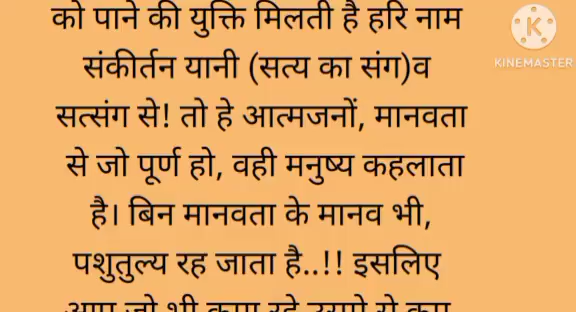 को पाने की युक्ति मिलती है हरि नाम
KINEMASTER
संकीर्तन यानी (सत्य का संग)व
सत्संग से! तो हे आत्मजनों, मानवता
से जो पूर्ण हो, वही मनुष्य कहलाता
है। बिन मानवता के मानव भी,
पशुतुल्य रह जाता है..!! इसलिए